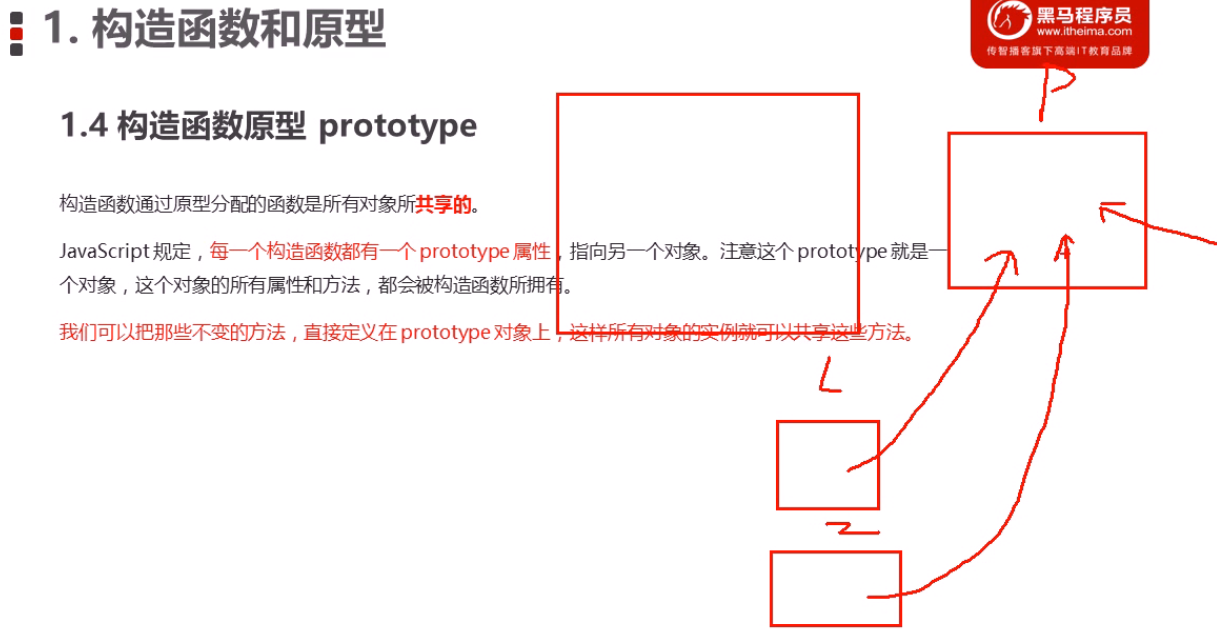 1. 构造函数和原型
黑马程序员
www.itheima.com
传智播客旗下高端IT教育品牌
P
1.4 构造函数原型 prototype
构造函数通过原型分配的函数是所有对象所共享的。
JavaScript 规定，每一个构造函数都有一个 prototype 属性，指向另一个对象。注意这个 prototype 就是一
个对象，这个对象的所有属性和方法，都会被构造函数所拥有。
我们可以把那些不变的方法，直接定义在 prototype 对象上，这样所有对象的实例就可以共享这些方法。
L
Z